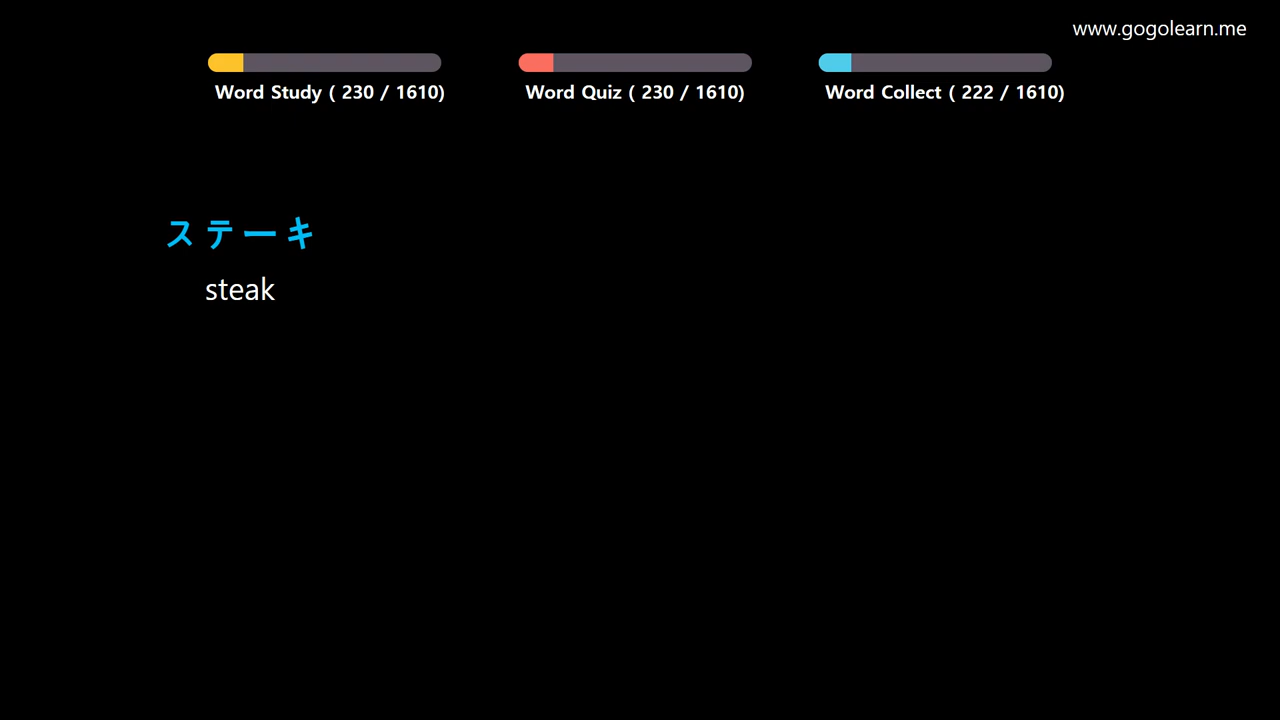 www.gogolearn.me
Word Study ( 230 / 1610)
Word Quiz ( 230 / 1610)
Word Collect ( 222 / 1610)
ステーキ
steak